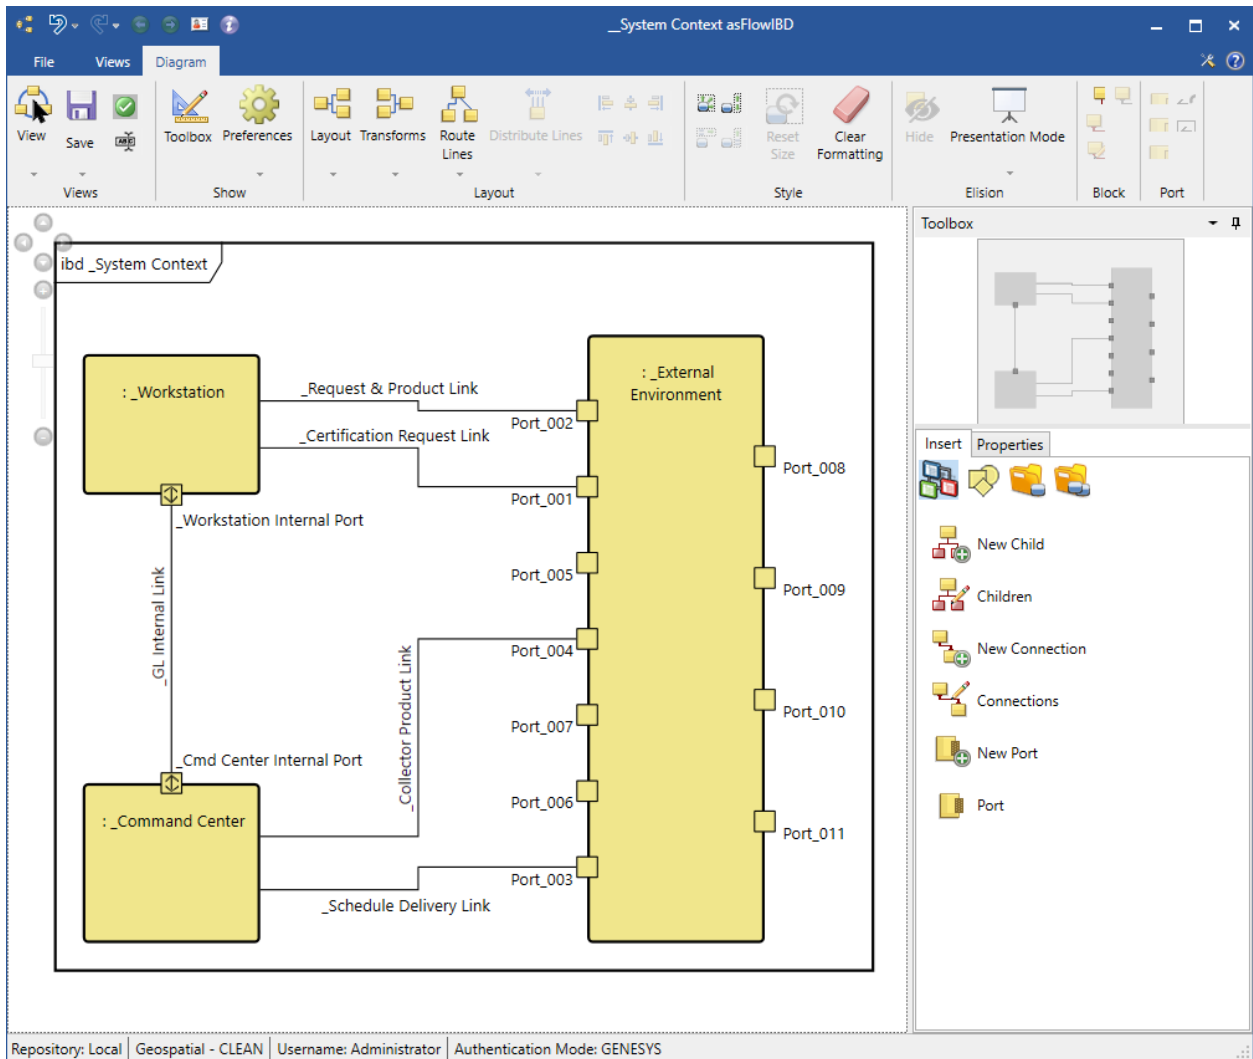 __System Context asFlowIBD
File Views Diagram
View Save Toolbox Preferences Layout Transforms Route Lines Distribute Lines Reset Size Clear Formatting Hide Presentation Mode
Views Show Layout Style Elision Block Port
ibd _System Context
: _Workstation
_Request & Product Link
: _External
Environment
Port_002
_Certification Request Link
Port_008
Port_001
_Workstation Internal Port
Port_005
Port_009
_GL Internal Link
Port_004
_Collector Product Link
Port_010
Port_007
_Cmd Center Internal Port
Port_006
: _Command Center
Port_011
Port_003
_Schedule Delivery Link
Toolbox
Insert Properties
New Child
Children
New Connection
Connections
New Port
Port
Repository: Local Geospatial - CLEAN Username: Administrator Authentication Mode: GENESYS